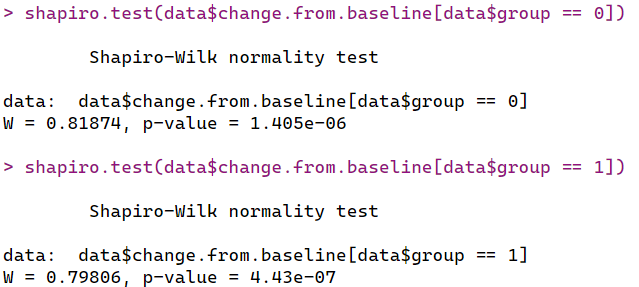 > shapiro.test(data$change.from.baseline[data$group == 0])
Shapiro-Wilk normality test
data:  data$change.from.baseline[data$group == 0]
W = 0.81874, p-value = 1.405e-06
> shapiro.test(data$change.from.baseline[data$group == 1])
Shapiro-Wilk normality test
data:  data$change.from.baseline[data$group == 1]
W = 0.79806, p-value = 4.43e-07